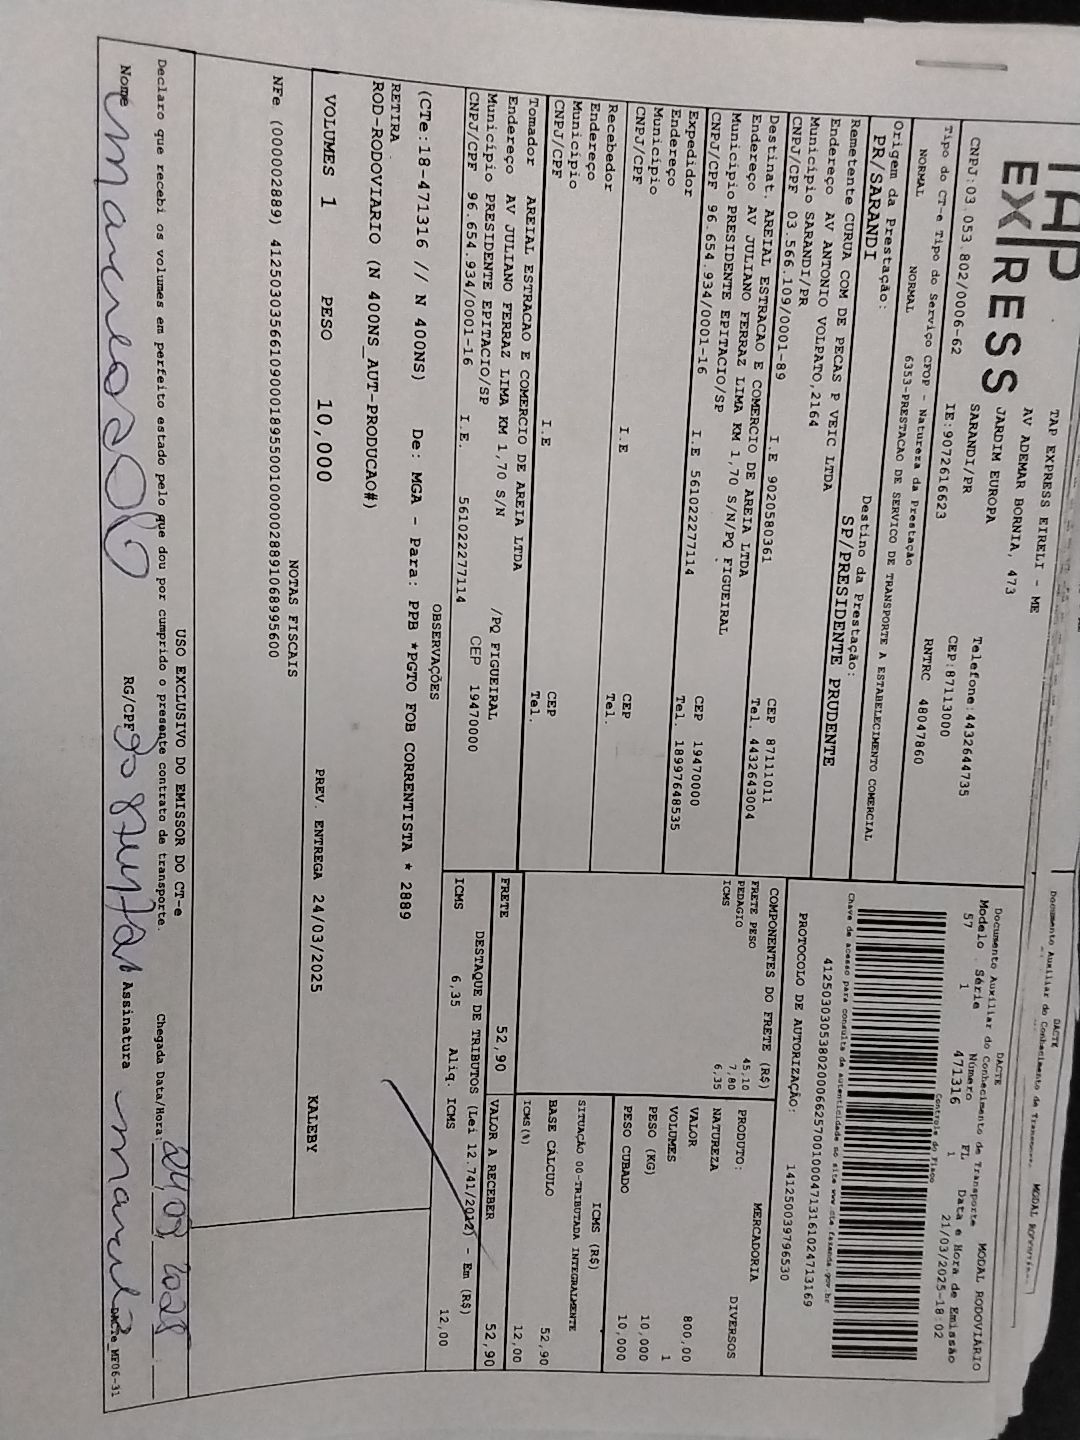 DACTE
Documento Auxiliar do Conhecimento de Transporte
TAP EXPRESS
TAP EXPRESS EIRELI - ME
AV ADEMAR BORNIA, 473
JARDIM EUROPA
SARANDI/PR
Telefone:4432644735
CNPJ:03.053.802/0006-62 IE:9072616623 CEP:87113000
Tipo do CT-e Tipo do Serviço CFOP - Natureza da Prestação RNTRC 48047860
NORMAL NORMAL 6353-PRESTACAO DE SERVICO DE TRANSPORTE A ESTABELECIMENTO COMERCIAL
Origem da Prestação: Destino da Prestação:
PR/SARANDI SP/PRESIDENTE PRUDENTE
DACTE MODAL RODOVIÁRIO
Documento Auxiliar do Conhecimento de Transporte
Modelo Série Número FL Data e Hora de Emissão
57 1 471316 1 21/03/2025-18:02
Controle do Fisco
Chave de acesso para consulta de autenticidade no site www.cte.fazenda.gov.br
PROTOCOLO DE AUTORIZAÇÃO: 141250039796530
Remetente CURUA COM DE PECAS P VEIC LTDA
Endereço AV ANTONIO VOLPATO,2164
Município SARANDI/PR CEP 87111011
CNPJ/CPF 03.566.109/0001-89 I.E 9020580361 Tel. 4432643004
Destinat. AREIAL ESTRACAO E COMERCIO DE AREIA LTDA
Endereço AV JULIANO FERRAZ LIMA KM 1,70 S/N/PQ FIGUEIRAL
Município PRESIDENTE EPITACIO/SP CEP 19470000
CNPJ/CPF 96.654.934/0001-16 I.E 561022277114 Tel. 18997648535
Expedidor
Endereço
Município CEP
CNPJ/CPF I.E Tel.
Recebedor
Endereço
Município CEP
CNPJ/CPF I.E Tel.
Tomador AREIAL ESTRACAO E COMERCIO DE AREIA LTDA
Endereço AV JULIANO FERRAZ LIMA KM 1,70 S/N /PQ FIGUEIRAL
Município PRESIDENTE EPITACIO/SP CEP 19470000
CNPJ/CPF 96.654.934/0001-16 I.E. 561022277114
COMPONENTES DO FRETE (R$)
FRETE PESO 45,10
PEDAGIO 7,80
ICMS 6,35
FRETE 52,90
PRODUTO: MERCADORIA
NATUREZA DIVERSOS
VALOR 800,00
VOLUMES 1
PESO (KG) 10,000
PESO CUBADO 10,000
ICMS (R$)
SITUAÇÃO 00-TRIBUTADA INTEGRALMENTE
BASE CÁLCULO 52,90
ICMS(%) 12,00
VALOR A RECEBER 52,90
DESTAQUE DE TRIBUTOS (Lei 12.741/2012) - Em (R$)
ICMS 6,35 Aliq. ICMS 12,00
OBSERVAÇÕES
(CTe:18-471316 // N 400NS) De: MGA - Para: PPB *PGTO FOB CORRENTISTA * 2889
RETIRA
ROD-RODOVIARIO (N 400NS_AUT-PRODUCAO#)
VOLUMES 1 PESO 10,000 PREV. ENTREGA 24/03/2025 KALEBY
NOTAS FISCAIS
NFe (000002889) 
USO EXCLUSIVO DO EMISSOR DO CT-e
Declaro que recebi os volumes em perfeito estado pelo que dou por cumprido o presente contrato de transporte.
Chegada Data/Hora:
Nome RG/CPF Assinatura
DACTe_MF06-31